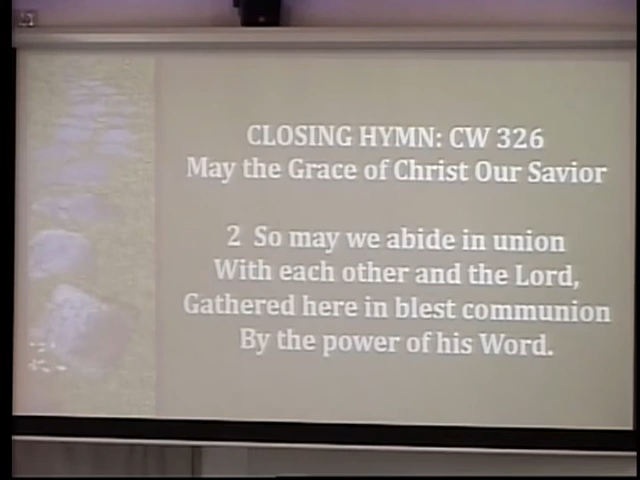 CLOSING HYMN: CW 326
May the Grace of Christ Our Savior
2 So may we abide in union
With each other and the Lord,
Gathered here in blest communion
By the power of his Word.